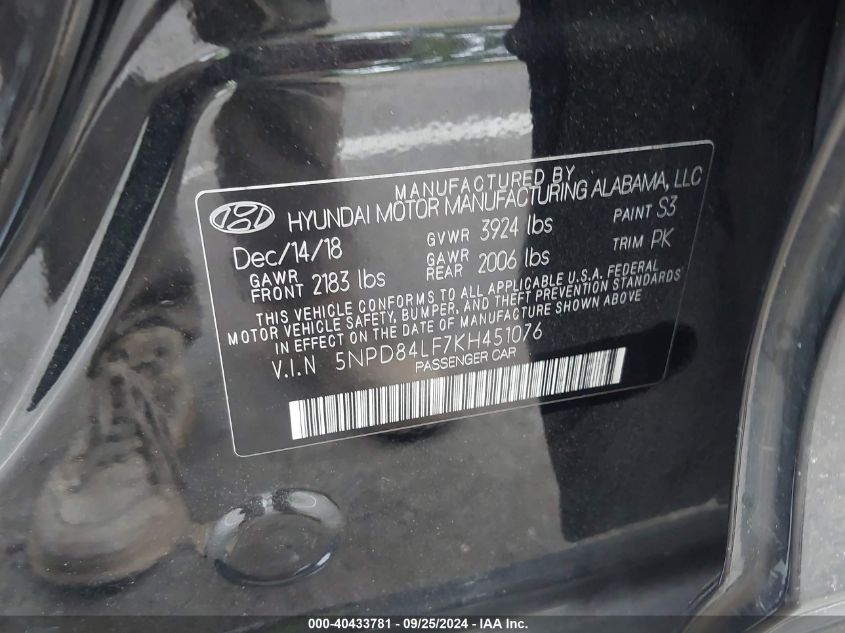 MANUFACTURED BY
HYUNDAI MOTOR MANUFACTURING ALABAMA, LLC
Dec/14/18 GVWR 3924 lbs PAINT S3
GAWR FRONT 2183 lbs GAWR REAR 2006 lbs TRIM PK
THIS VEHICLE CONFORMS TO ALL APPLICABLE U.S.A. FEDERAL
MOTOR VEHICLE SAFETY, BUMPER, AND THEFT PREVENTION STANDARDS
IN EFFECT ON THE DATE OF MANUFACTURE SHOWN ABOVE
V.I.N 5NPD84LF7KH451076
PASSENGER CAR
000-40433781 - 09/25/2024 - Copyright 2024 - IAA, Inc.